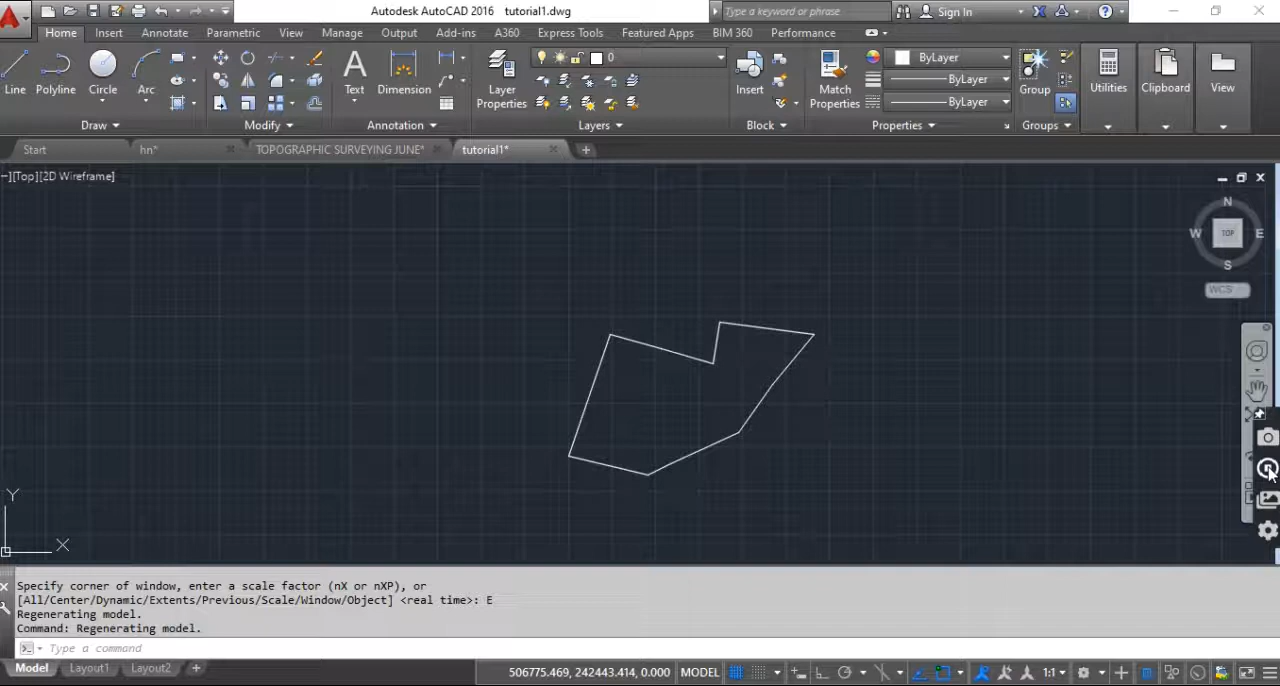 Autodesk AutoCAD 2016 tutorial1.dwg
Type a keyword or phrase
Sign In
Home Insert Annotate Parametric View Manage Output Add-ins A360 Express Tools Featured Apps BIM 360 Performance
0
ByLayer
ByLayer
ByLayer
Line Polyline Circle Arc
Text Dimension
Layer Properties
Insert
Match Properties
Group
Utilities
Clipboard
View
Draw
Modify
Annotation
Layers
Block
Properties
Groups
Start
hn*
TOPOGRAPHIC SURVEYING JUNE*
tutorial1*
–][Top][2D Wireframe]
N
W TOP E
S
WCS
Y
X
Specify corner of window, enter a scale factor (nX or nXP), or
[All/Center/Dynamic/Extents/Previous/Scale/Window/Object] <real time>: E
Regenerating model.
Command: Regenerating model.
Type a command
Model Layout1 Layout2
506775.469, 242443.414, 0.000 MODEL
1:1